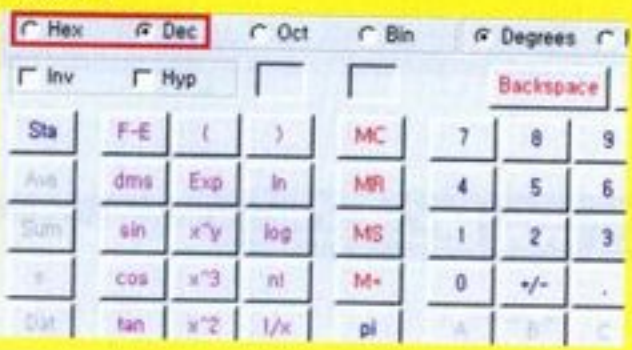 Hex Dec Oct Bin Degrees
Inv Hyp Backspace
Sta F-E ( ) MC 7 8 9
Ave dms Exp ln MR 4 5 6
Sum sin x^y log MS 1 2 3
s cos x^3 n! M+ 0 +/- .
Dat tan x^2 1/x pi A B C